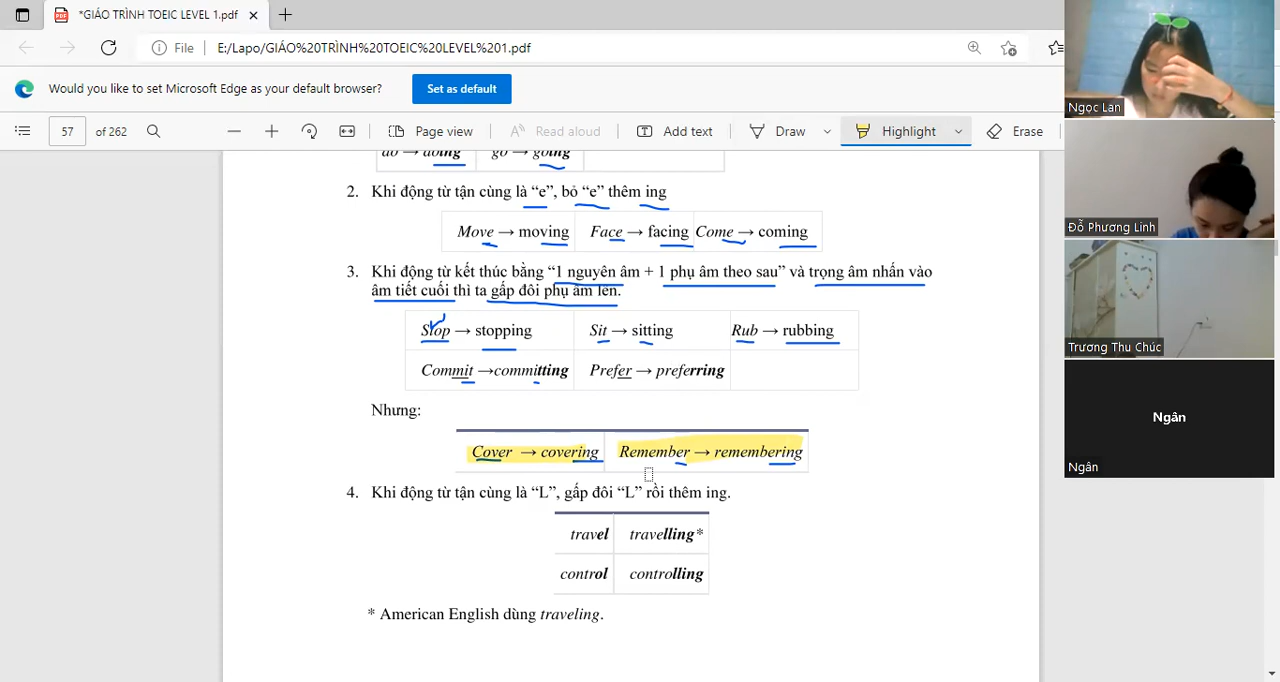 *GIÁO TRÌNH TOEIC LEVEL 1.pdf
File E:/Lapo/GIÁO%20TRÌNH%20TOEIC%20LEVEL%201.pdf
Would you like to set Microsoft Edge as your default browser? Set as default
57 of 262 Page view Read aloud Add text Draw Highlight Erase
do → doing go → going
2. Khi động từ tận cùng là “e”, bỏ “e” thêm ing
Move → moving Face → facing Come → coming
3. Khi động từ kết thúc bằng “1 nguyên âm + 1 phụ âm theo sau” và trọng âm nhấn vào
âm tiết cuối thì ta gấp đôi phụ âm lên.
Stop → stopping Sit → sitting Rub → rubbing
Commit →committing Prefer → preferring
Nhưng:
Cover → covering Remember → remembering
4. Khi động từ tận cùng là “L”, gấp đôi “L” rồi thêm ing.
travel travelling*
control controlling
* American English dùng traveling.
Ngọc Lan
Đỗ Phương Linh
Trương Thu Chúc
Ngân
Ngân